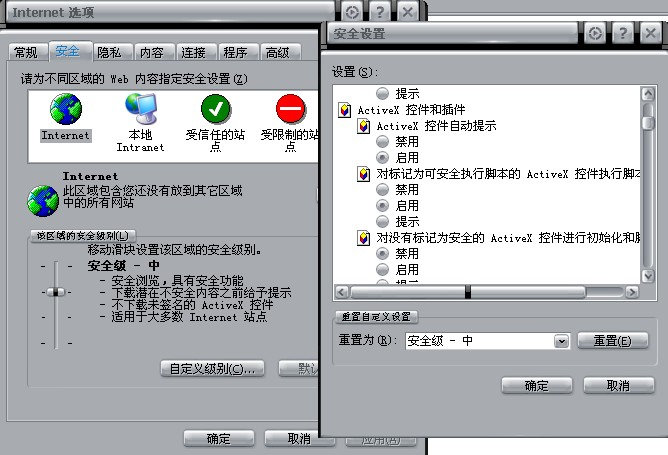 Internet 选项
常规
安全
隐私
内容
连接
程序
高级
请为不同区域的 Web 内容指定安全设置(Z)
Internet
本地
Intranet
受信任的站
点
受限制的站
点
Internet
此区域包含您还没有放到其它区域
中的所有网站
该区域的安全级别(L)
移动滑块设置该区域的安全级别。
安全级 - 中
- 安全浏览,具有安全功能
- 下载潜在不安全内容之前给予提示
- 不下载未签名的 ActiveX 控件
- 适用于大多数 Internet 站点
自定义级别(C)...
默认
确定
取消
应用(A)
安全设置
设置(S):
提示
ActiveX 控件和插件
ActiveX 控件自动提示
禁用
启用
对标记为可安全执行脚本的 ActiveX 控件执行脚本
禁用
启用
提示
对没有标记为安全的 ActiveX 控件进行初始化和
禁用
启用
重置自定义设置
重置为(R):
安全级 - 中
重置(E)
确定
取消